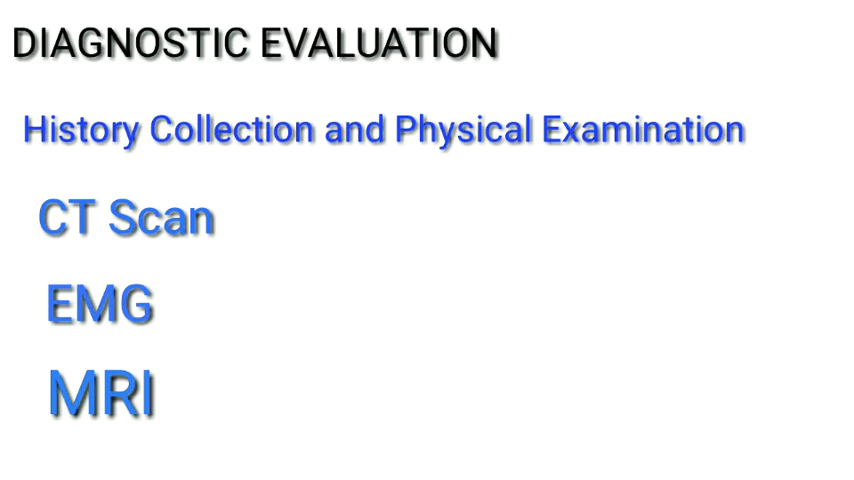 DIAGNOSTIC EVALUATION
History Collection and Physical Examination
CT Scan
EMG
MRI